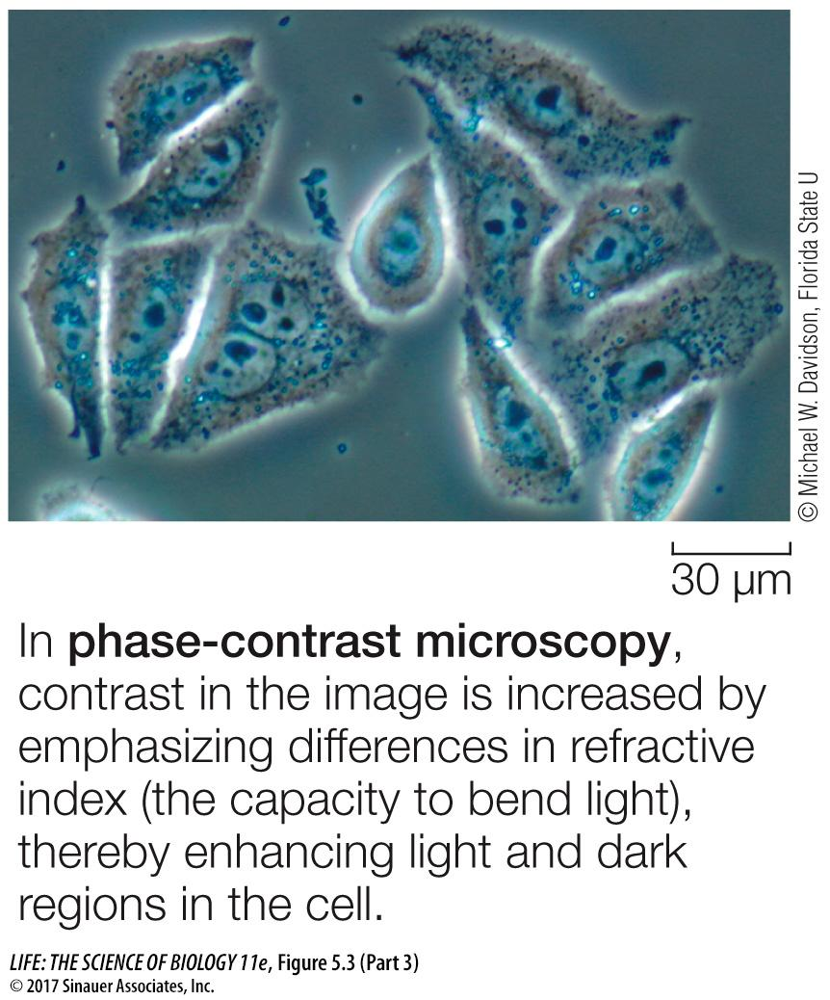 © Michael W. Davidson, Florida State U
30 µm
In phase-contrast microscopy,
contrast in the image is increased by
emphasizing differences in refractive
index (the capacity to bend light),
thereby enhancing light and dark
regions in the cell.
LIFE: THE SCIENCE OF BIOLOGY 11e, Figure 5.3 (Part 3)
© 2017 Sinauer Associates, Inc.